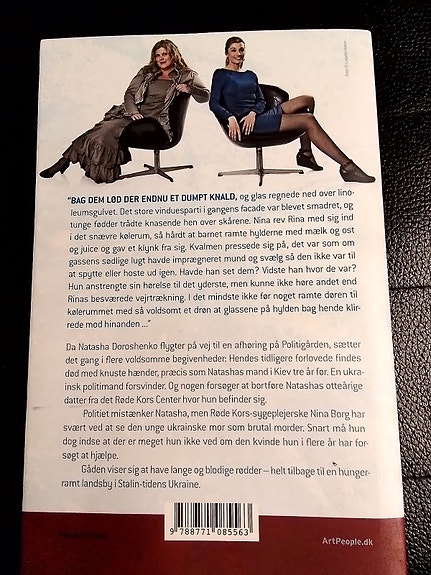 "BAG DEM LØD DER ENDNU ET DUMPT KNALD, og glas regnede ned over lino-
leumsgulvet. Det store vinduesparti i gangens facade var blevet smadret, og
tunge fødder trådte knasende hen over skårene. Nina rev Rina med sig ind
i det snævre kølerum, så hårdt at barnet ramte hylderne med mælk og ost
og juice og gav et klynk fra sig. Kvalmen pressede sig på, det var som om
gassens sødlige lugt havde imprægneret mund og svælg så den ikke var til
at spytte eller hoste ud igen. Havde han set dem? Vidste han hvor de var?
Hun anstrengte sin hørelse til det yderste, men kunne ikke høre andet end
Rinas besværede vejrtrækning. I det mindste ikke før noget ramte døren til
kølerummet med så voldsomt et drøn at glassene på hylden bag hende klir-
rede mod hinanden ..."
Da Natasha Doroshenko flygter på vej til en afhøring på Politigården, sætter
det gang i flere voldsomme begivenheder: Hendes tidligere forlovede findes
død med knuste hænder, præcis som Natashas mand i Kiev tre år før. En ukra-
insk politimand forsvinder. Og nogen forsøger at bortføre Natashas otteårige
datter fra det Røde Kors Center hvor hun befinder sig.
Politiet mistænker Natasha, men Røde Kors-sygeplejerske Nina Borg har
svært ved at se den unge ukrainske mor som brutal morder. Snart må hun
dog indse at der er meget hun ikke ved om den kvinde hun i flere år har for-
søgt at hjælpe.
Gåden viser sig at have lange og blodige rødder – helt tilbage til en hunger-
ramt landsby i Stalin-tidens Ukraine.
9 788771 085563
ArtPeople.dk